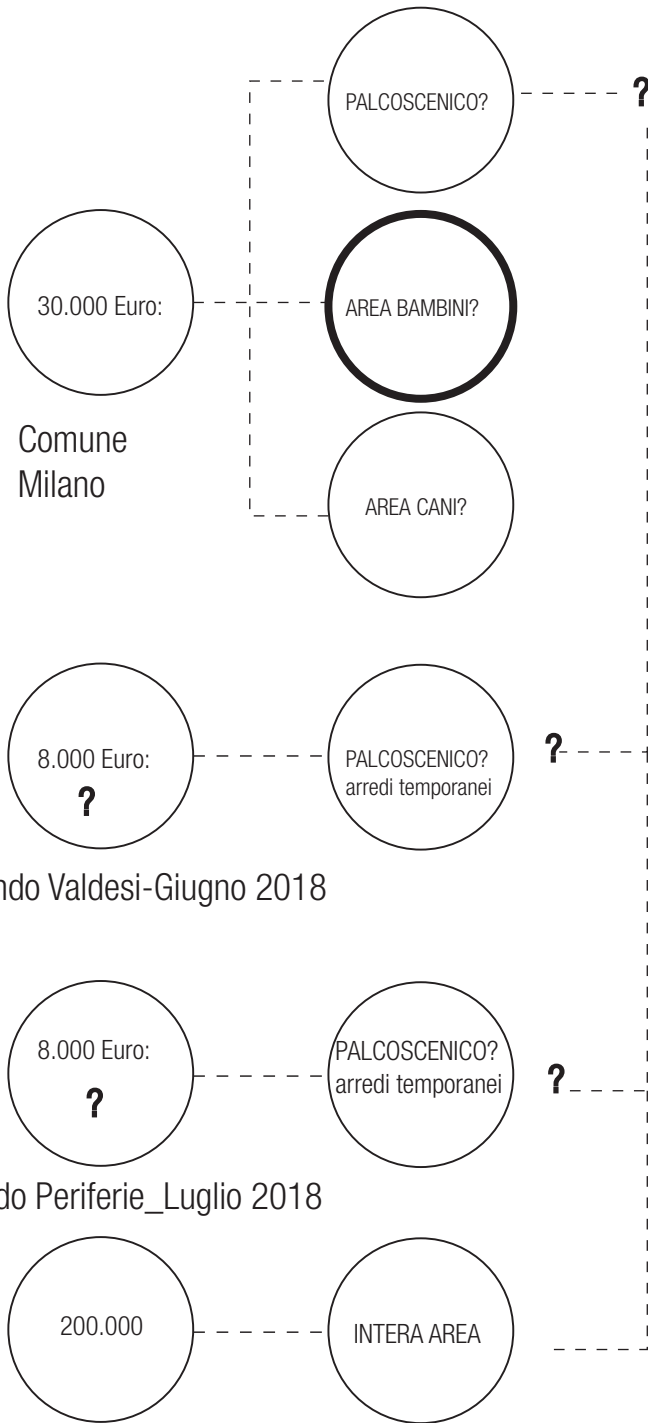 PALCOSCENICO?
?
30.000 Euro:
AREA BAMBINI?
Comune
Milano
AREA CANI?
8.000 Euro:
?
PALCOSCENICO?
arredi temporanei
?
ndo Valdesi-Giugno 2018
8.000 Euro:
?
PALCOSCENICO?
arredi temporanei
?
do Periferie_Luglio 2018
200.000
INTERA AREA